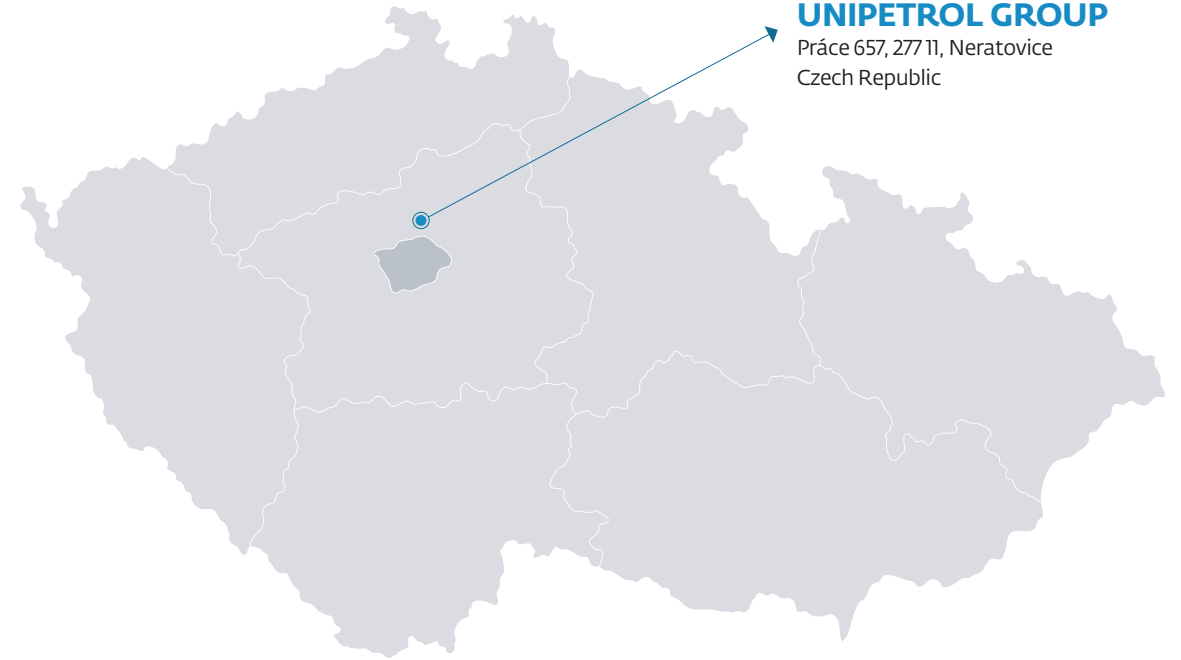 UNIPETROL GROUP
Práce 657, 277 11, Neratovice
Czech Republic